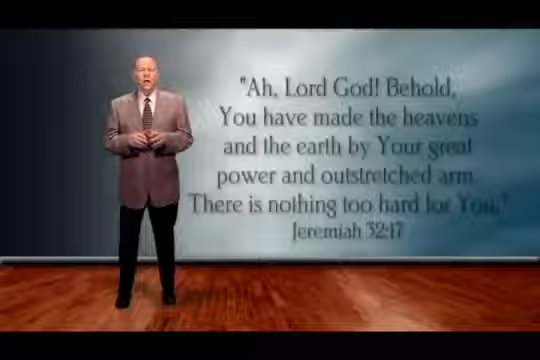 "Ah, Lord God! Behold,
You have made the heavens
and the earth by Your great
power and outstretched arm.
There is nothing too hard for You."
Jeremiah 32:17